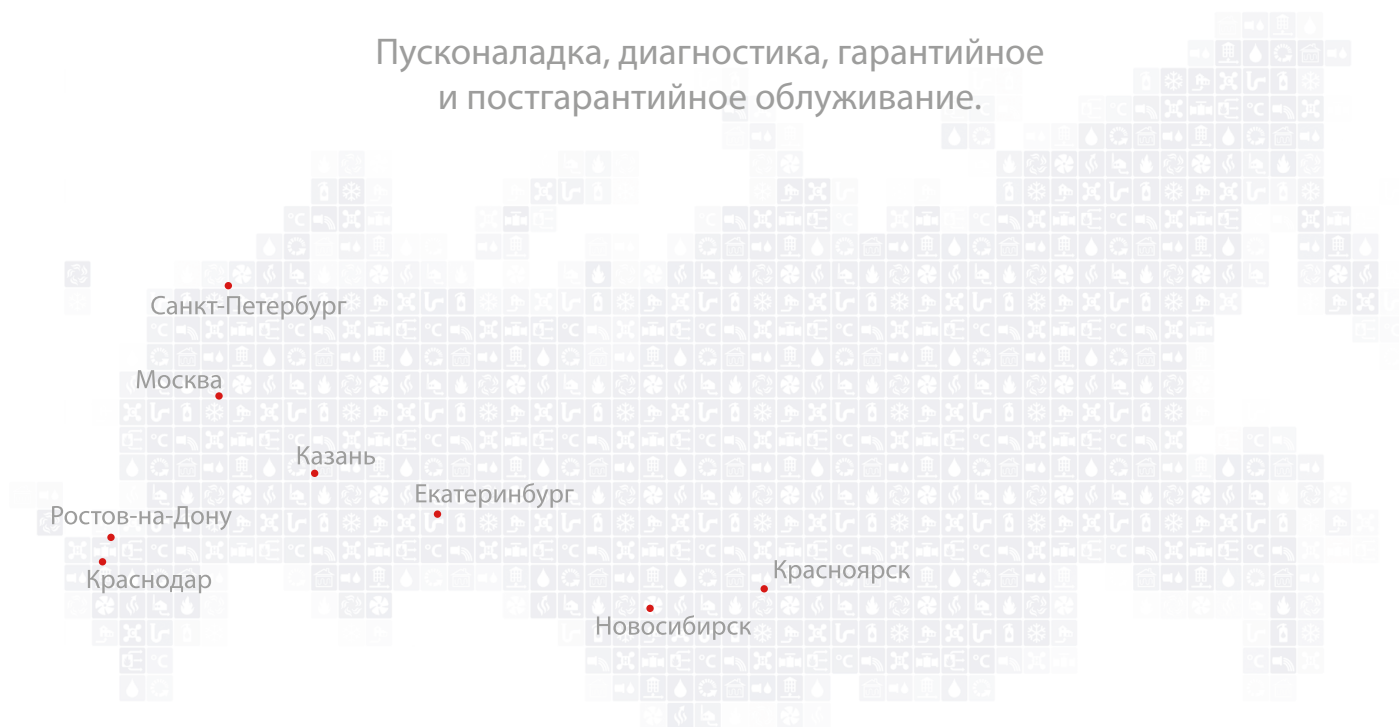 Пусконаладка, диагностика, гарантийное
и постгарантийное облуживание.
Санкт-Петербург
Москва
Казань
Екатеринбург
Ростов-на-Дону
Краснодар
Красноярск
Новосибирск